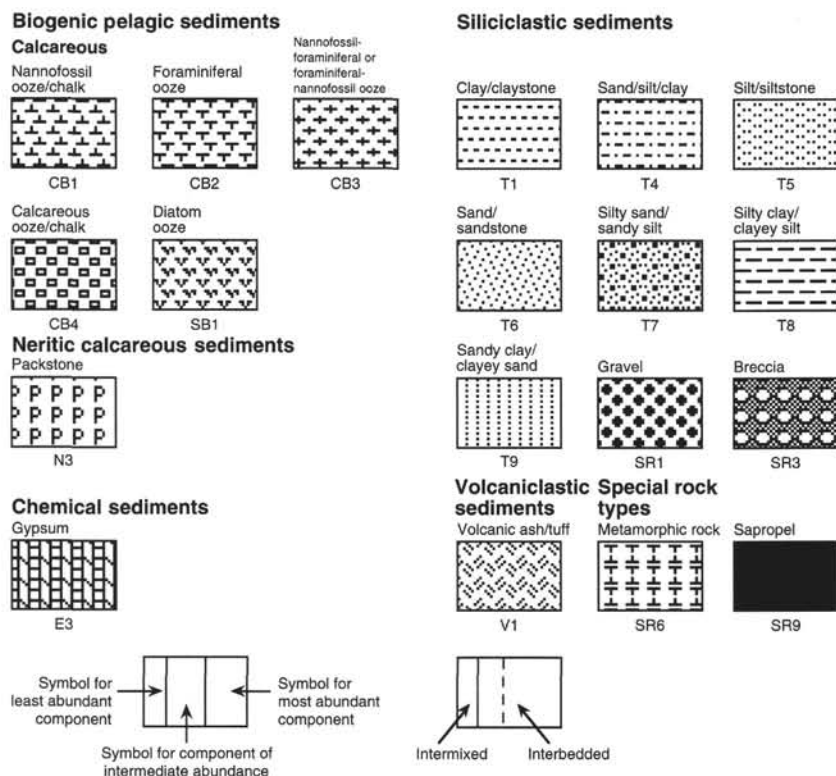 Biogenic pelagic sediments
Calcareous
Nannofossil
ooze/chalk
CB1
Foraminiferal
ooze
CB2
Nannofossil-
foraminiferal or
foraminiferal-
nannofossil ooze
CB3
Calcareous
ooze/chalk
CB4
Diatom
ooze
SB1
Neritic calcareous sediments
Packstone
P P P P
P P P P
P P P P
N3
Chemical sediments
Gypsum
E3
Symbol for
least abundant
component
Symbol for component of
intermediate abundance
Symbol for
most abundant
component
Siliciclastic sediments
Clay/claystone
T1
Sand/silt/clay
T4
Silt/siltstone
T5
Sand/
sandstone
T6
Silty sand/
sandy silt
T7
Silty clay/
clayey silt
T8
Sandy clay/
clayey sand
T9
Gravel
SR1
Breccia
SR3
Volcaniclastic
sediments
Volcanic ash/tuff
V1
Special rock
types
Metamorphic rock
SR6
Sapropel
SR9
Intermixed
Interbedded